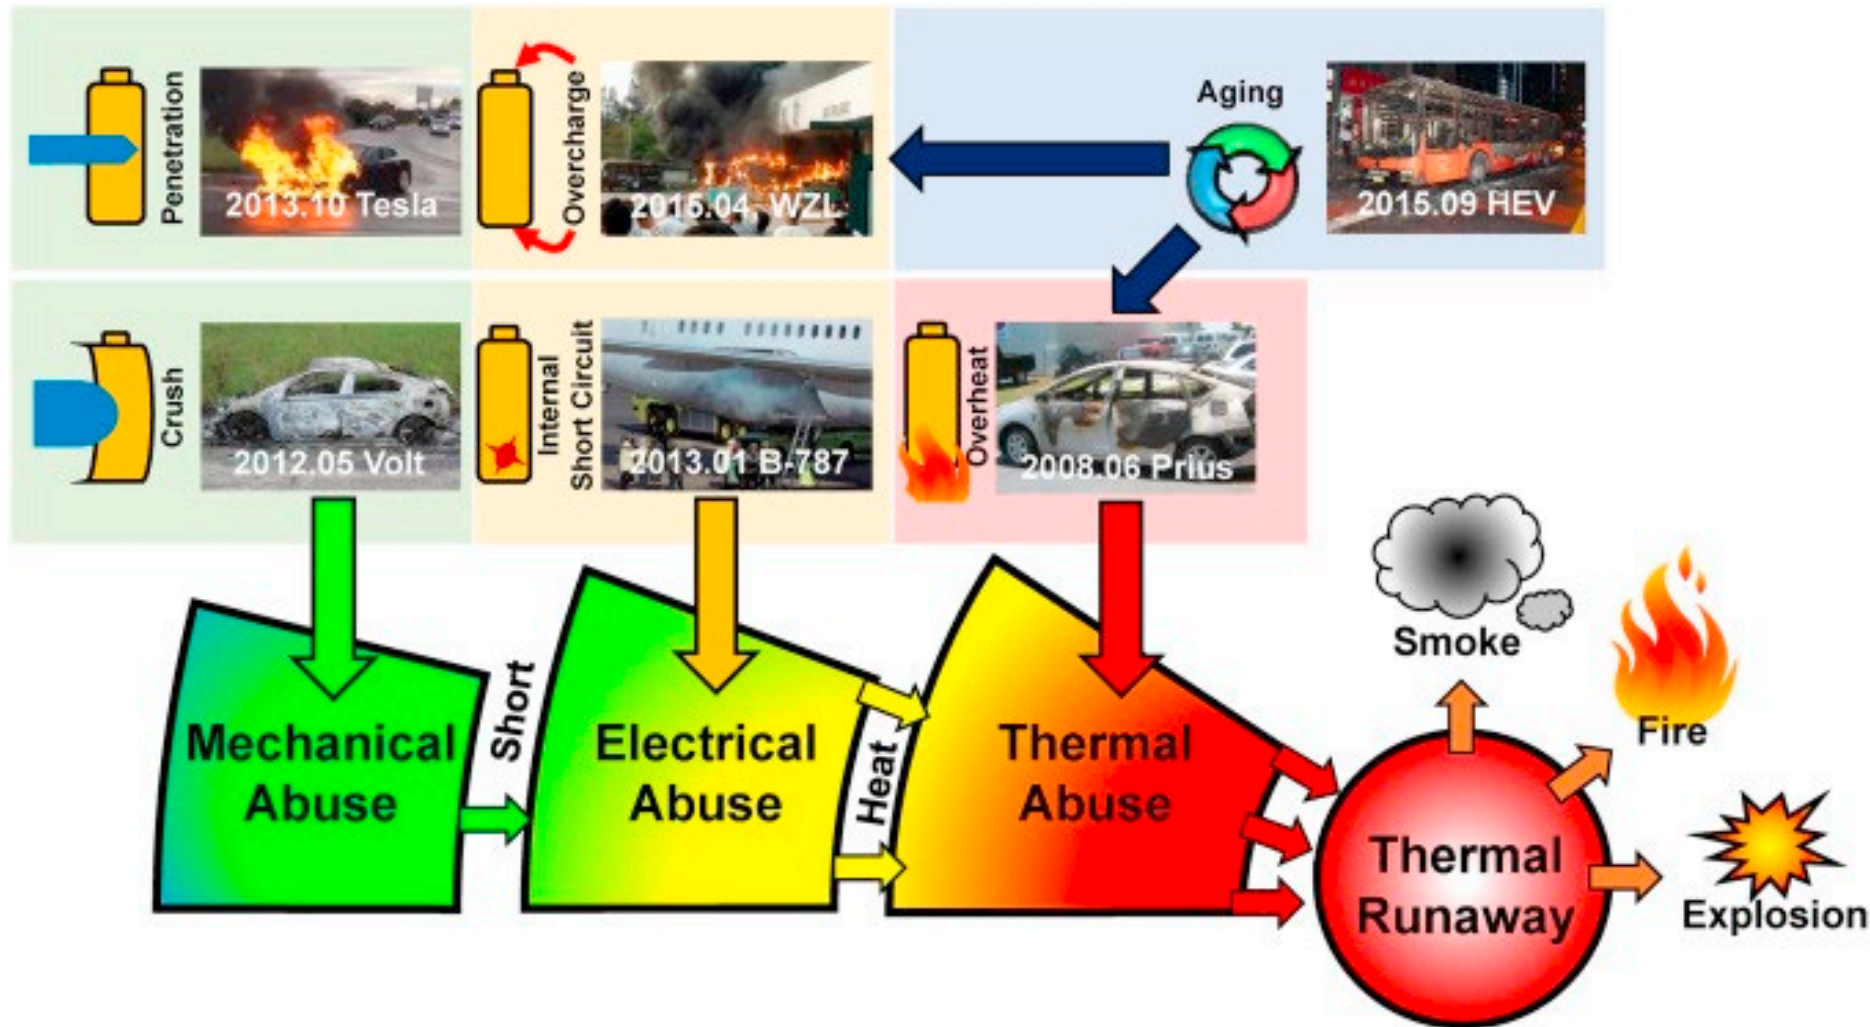 Penetration
2013.10 Tesla
Overcharge
2015.04, WZL
Aging
2015.09 HEV
Crush
2012.05 Volt
Internal
Short Circuit
2013.01 B-787
Overheat
2008.06 Prius
Mechanical
Abuse
Short
Electrical
Abuse
Heat
Thermal
Abuse
Thermal
Runaway
Smoke
Fire
Explosion